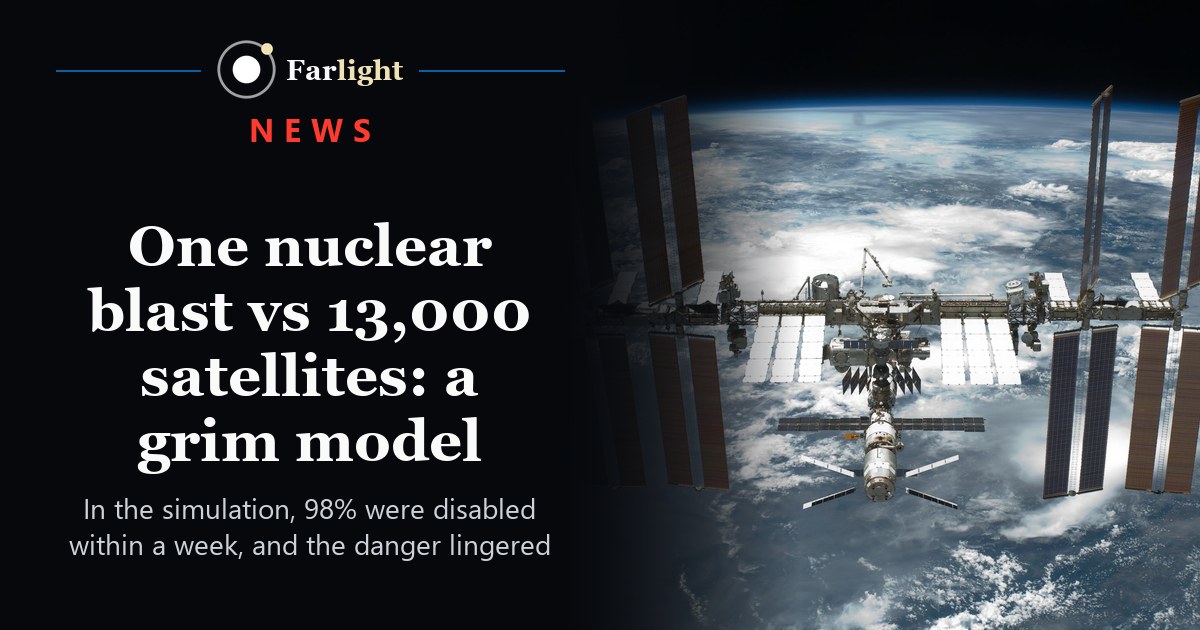 Farlight
NEWS
One nuclear
blast vs 13,000
satellites: a
grim model
In the simulation, 98% were disabled
within a week, and the danger lingered